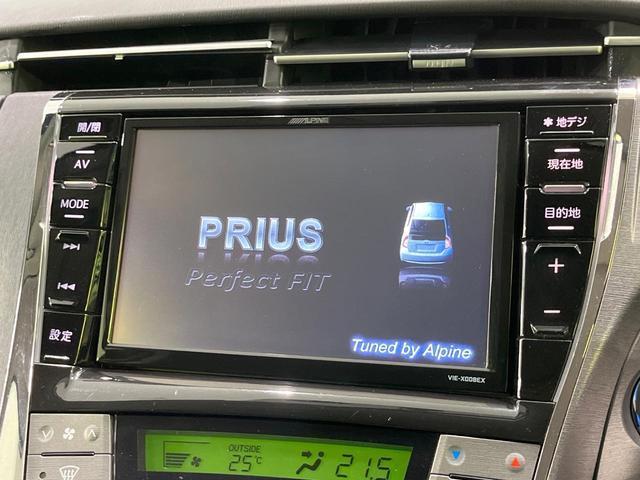 ALPINE
開/閉
AV
MODE
設定
PRIUS
Perfect FIT
Tuned by Alpine
VIE-X008EX
✱地デジ
現在地
目的地
+
−
OUTSIDE
25℃
21.5